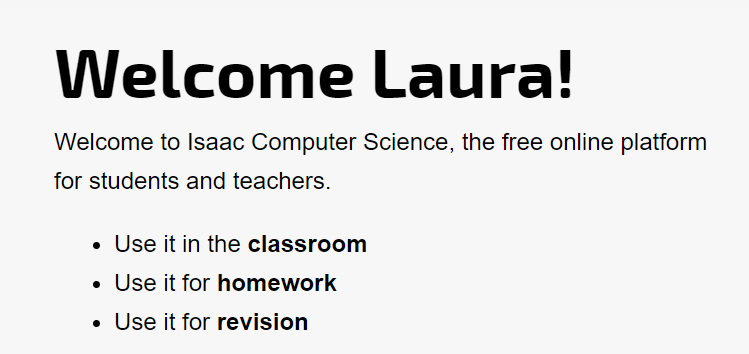 Welcome Laura!
Welcome to Isaac Computer Science, the free online platform
for students and teachers.
• Use it in the classroom
• Use it for homework
• Use it for revision